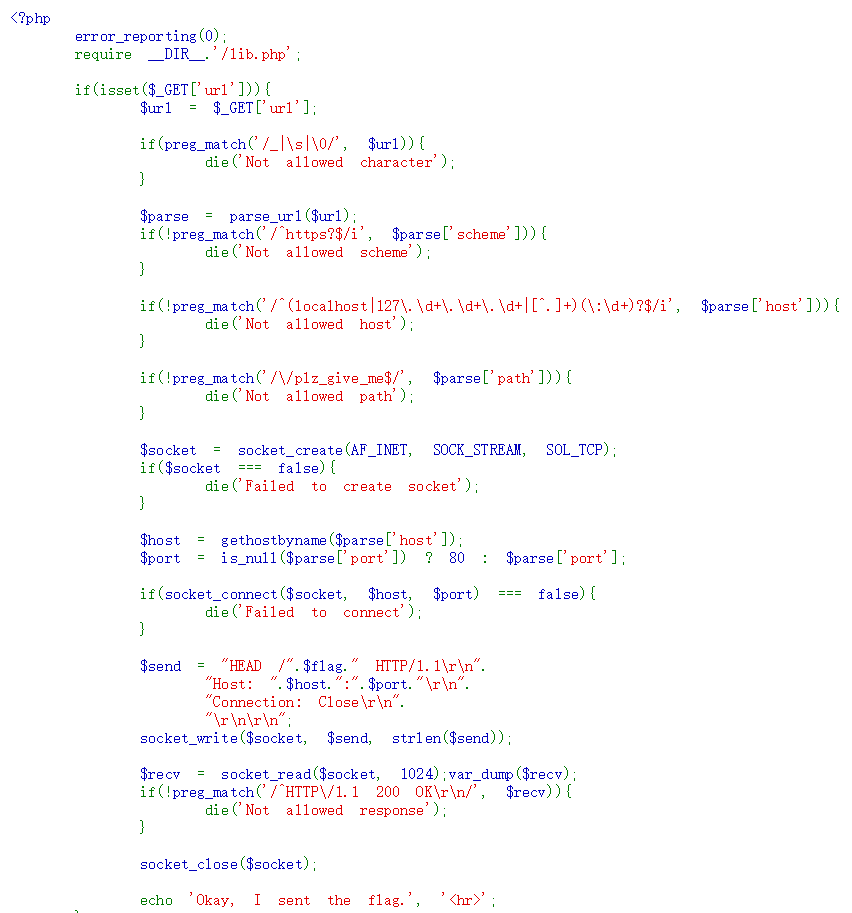 <?php
error_reporting(0);
require __DIR__.'/lib.php';
if(isset($_GET['url'])){
$url = $_GET['url'];
if(preg_match('/_|\s|\0/', $url)){
die('Not allowed character');
}
$parse = parse_url($url);
if(!preg_match('/^https?$/i', $parse['scheme'])){
die('Not allowed scheme');
}
if(!preg_match('/^(localhost|127\.\d+\.\d+\.\d+|[^.]+)(\:\d+)?$/i', $parse['host'])){
die('Not allowed host');
}
if(!preg_match('/\/plz_give_me$/', $parse['path'])){
die('Not allowed path');
}
$socket = socket_create(AF_INET, SOCK_STREAM, SOL_TCP);
if($socket === false){
die('Failed to create socket');
}
$host = gethostbyname($parse['host']);
$port = is_null($parse['port']) ? 80 : $parse['port'];
if(socket_connect($socket, $host, $port) === false){
die('Failed to connect');
}
$send = "HEAD /".$flag." HTTP/1.1\r\n".
"Host: ".$host.":".$port."\r\n".
"Connection: Close\r\n".
"\r\n\r\n";
socket_write($socket, $send, strlen($send));
$recv = socket_read($socket, 1024);var_dump($recv);
if(!preg_match('/^HTTP\/1.1 200 OK\r\n/', $recv)){
die('Not allowed response');
}
socket_close($socket);
echo 'Okay, I sent the flag.', '<hr>';